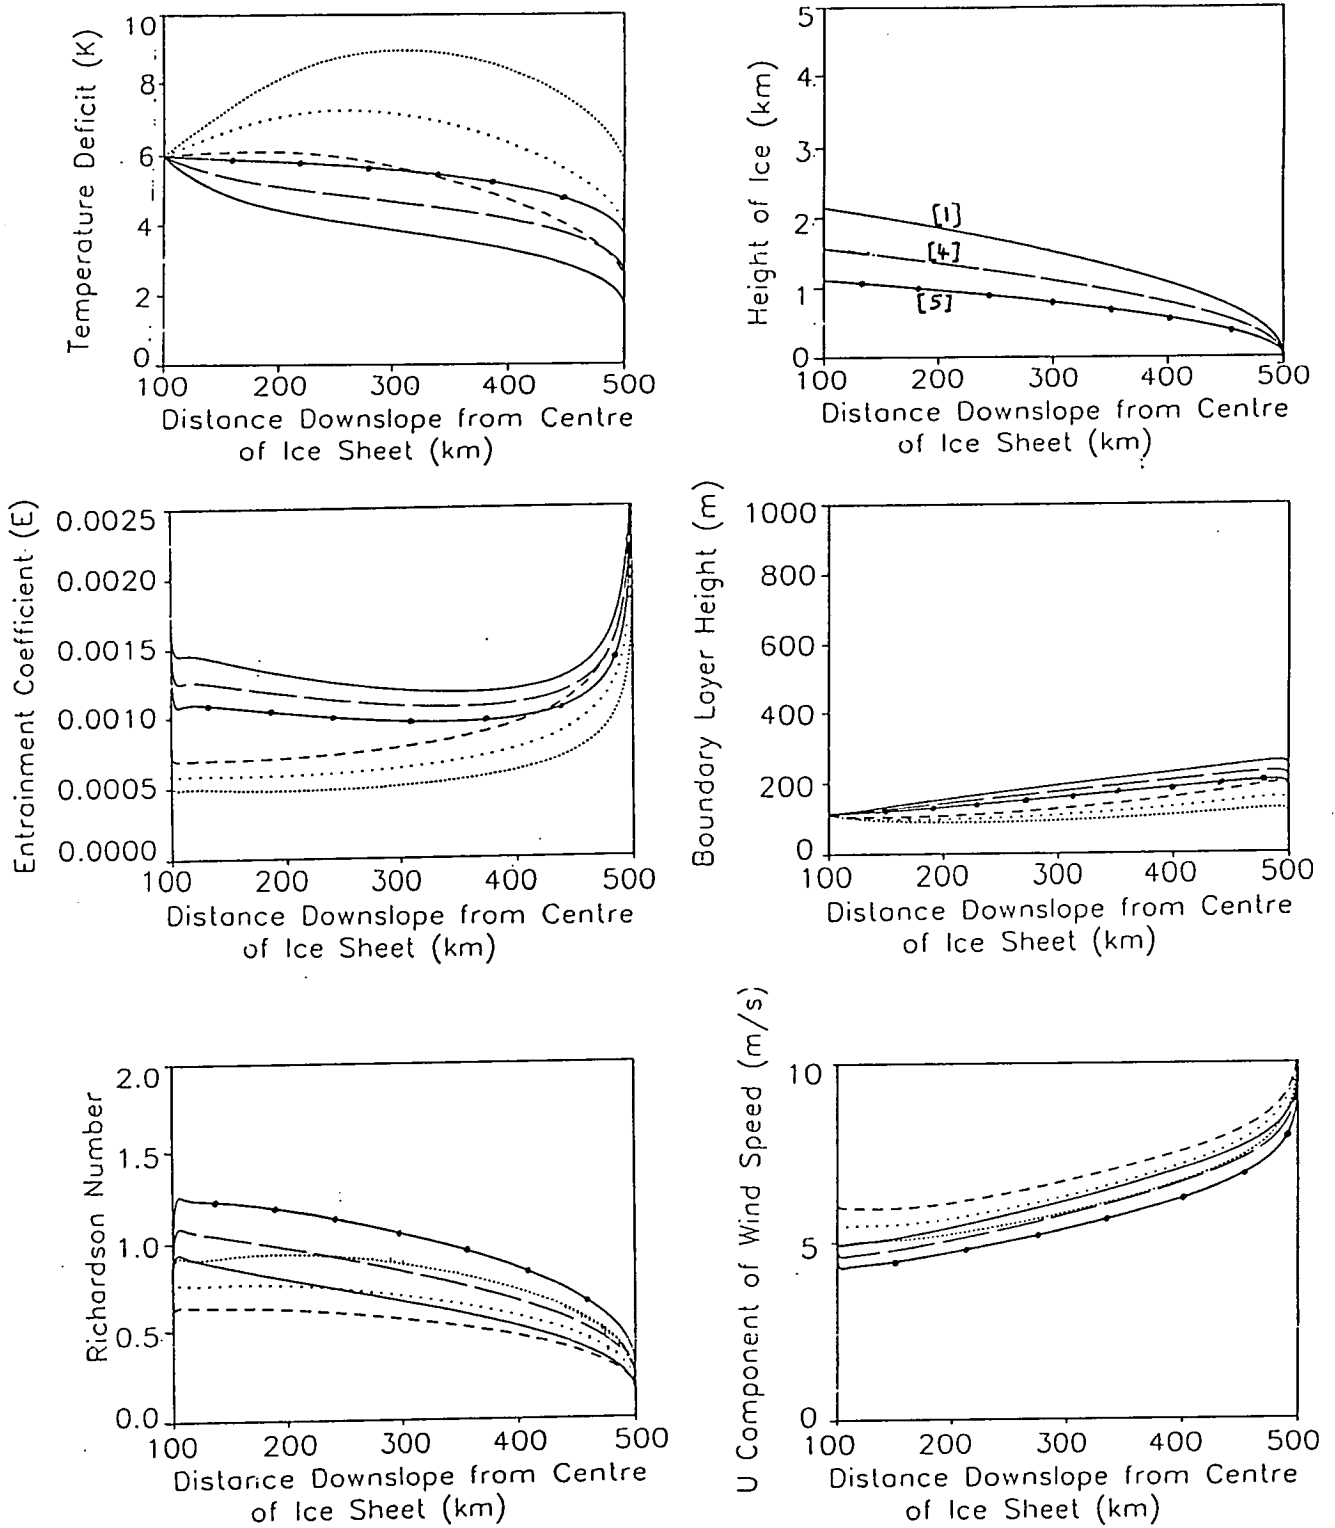 Temperature Deficit (K)
10
8
6
4
2
0
100 200 300 400 500
Distance Downslope from Centre
of Ice Sheet (km)
Height of Ice (km)
5
4
3
2
1
0
[1]
[4]
[5]
100 200 300 400 500
Distance Downslope from Centre
of Ice Sheet (km)
Entrainment Coefficient (E)
0.0025
0.0020
0.0015
0.0010
0.0005
0.0000
100 200 300 400 500
Distance Downslope from Centre
of Ice Sheet (km)
Boundary Layer Height (m)
1000
800
600
400
200
0
100 200 300 400 500
Distance Downslope from Centre
of Ice Sheet (km)
Richardson Number
2.0
1.5
1.0
0.5
0.0
100 200 300 400 500
Distance Downslope from Centre
of Ice Sheet (km)
U Component of Wind Speed (m/s)
10
5
0
100 200 300 400 500
Distance Downslope from Centre
of Ice Sheet (km)